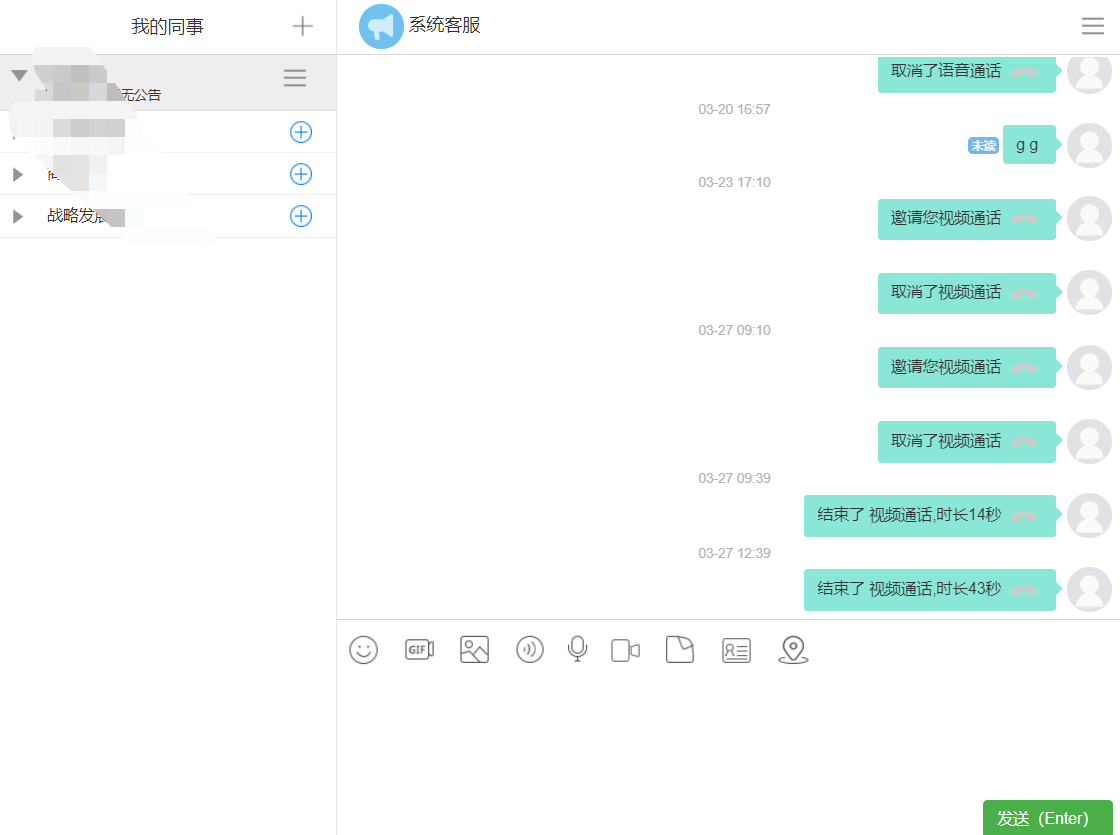 我的同事
无公告
战略发展
系统客服
取消了语音通话
03-20 16:57
未读
g g
03-23 17:10
邀请您视频通话
取消了视频通话
03-27 09:10
邀请您视频通话
取消了视频通话
03-27 09:39
结束了 视频通话,时长14秒
03-27 12:39
结束了 视频通话,时长43秒
GIF
发送（Enter）